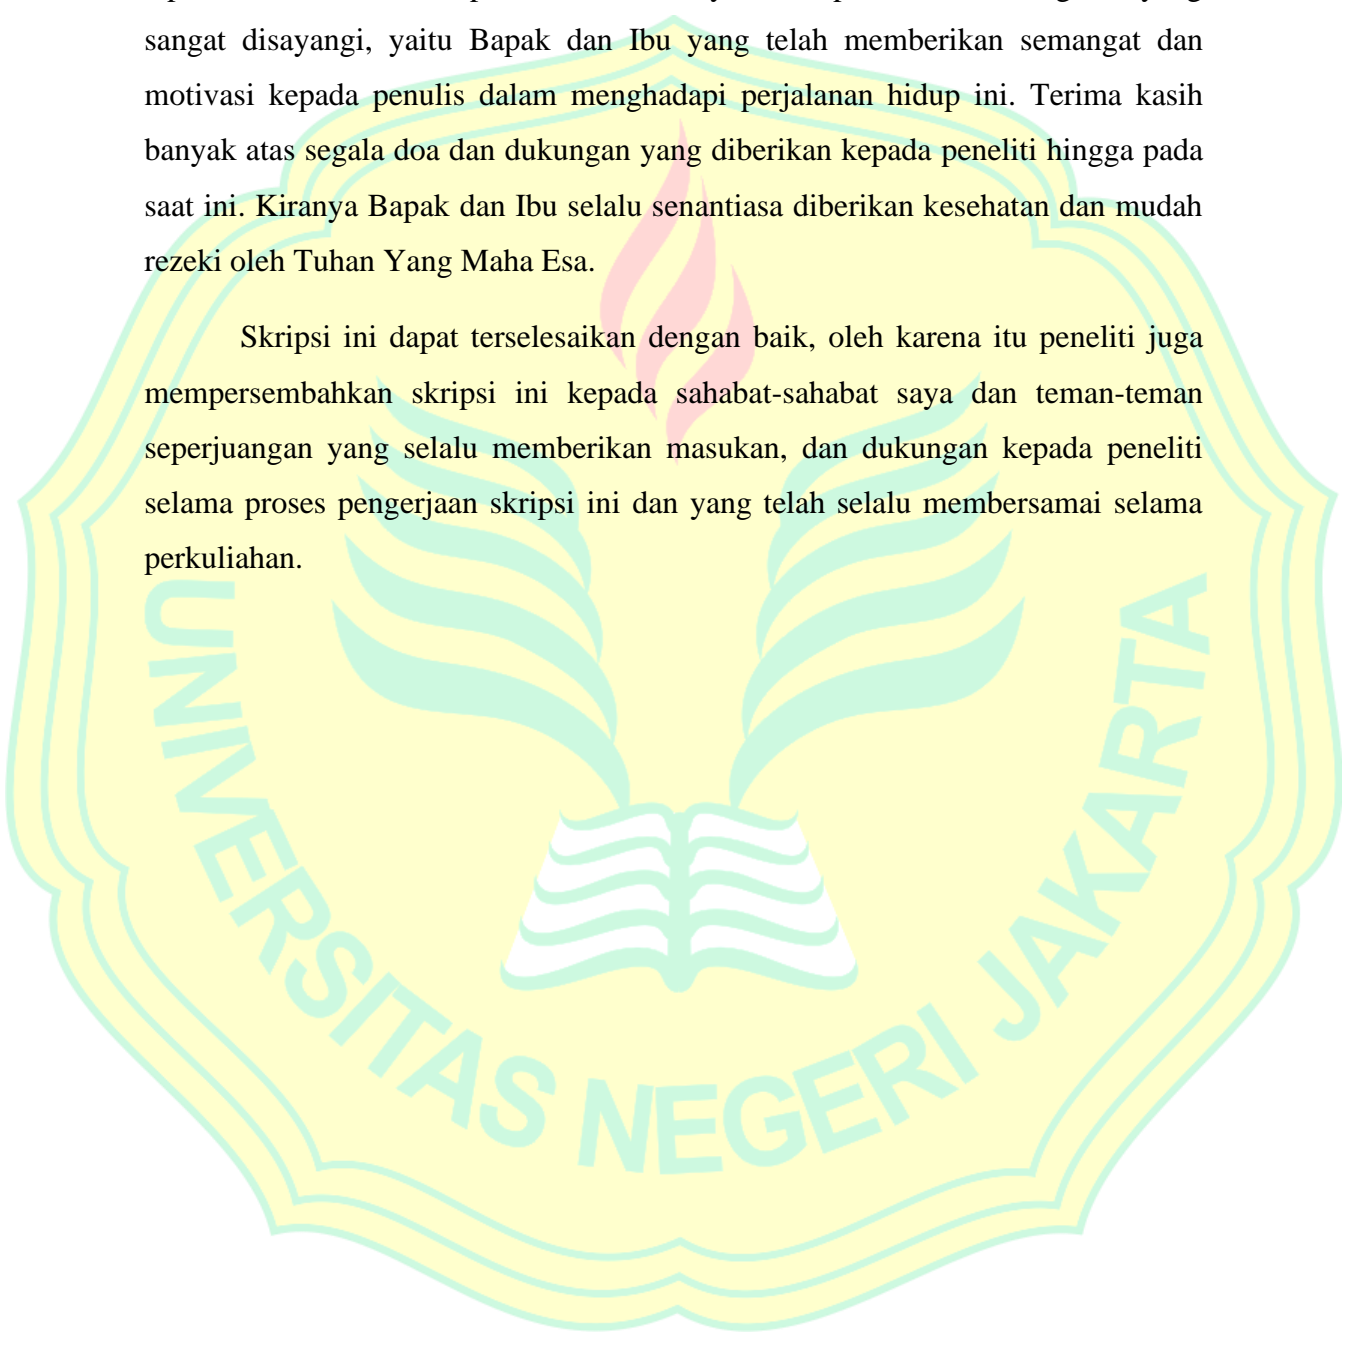 sangat disayangi, yaitu Bapak dan Ibu yang telah memberikan semangat dan
motivasi kepada penulis dalam menghadapi perjalanan hidup ini. Terima kasih
banyak atas segala doa dan dukungan yang diberikan kepada peneliti hingga pada
saat ini. Kiranya Bapak dan Ibu selalu senantiasa diberikan kesehatan dan mudah
rezeki oleh Tuhan Yang Maha Esa.
Skripsi ini dapat terselesaikan dengan baik, oleh karena itu peneliti juga
mempersembahkan skripsi ini kepada sahabat-sahabat saya dan teman-teman
seperjuangan yang selalu memberikan masukan, dan dukungan kepada peneliti
selama proses pengerjaan skripsi ini dan yang telah selalu membersamai selama
perkuliahan.
UNIVERSITAS NEGERI JAKARTA